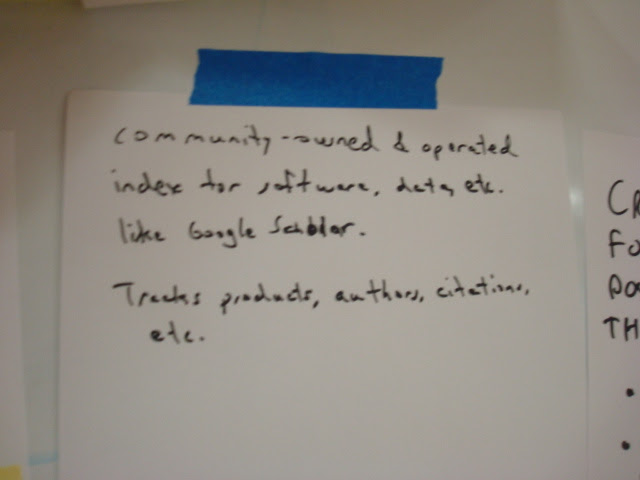 community-owned & operated
index for software, data, etc.
like Google Scholar.
Tracks products, authors, citations,
etc.
CR
FO
DO
TH